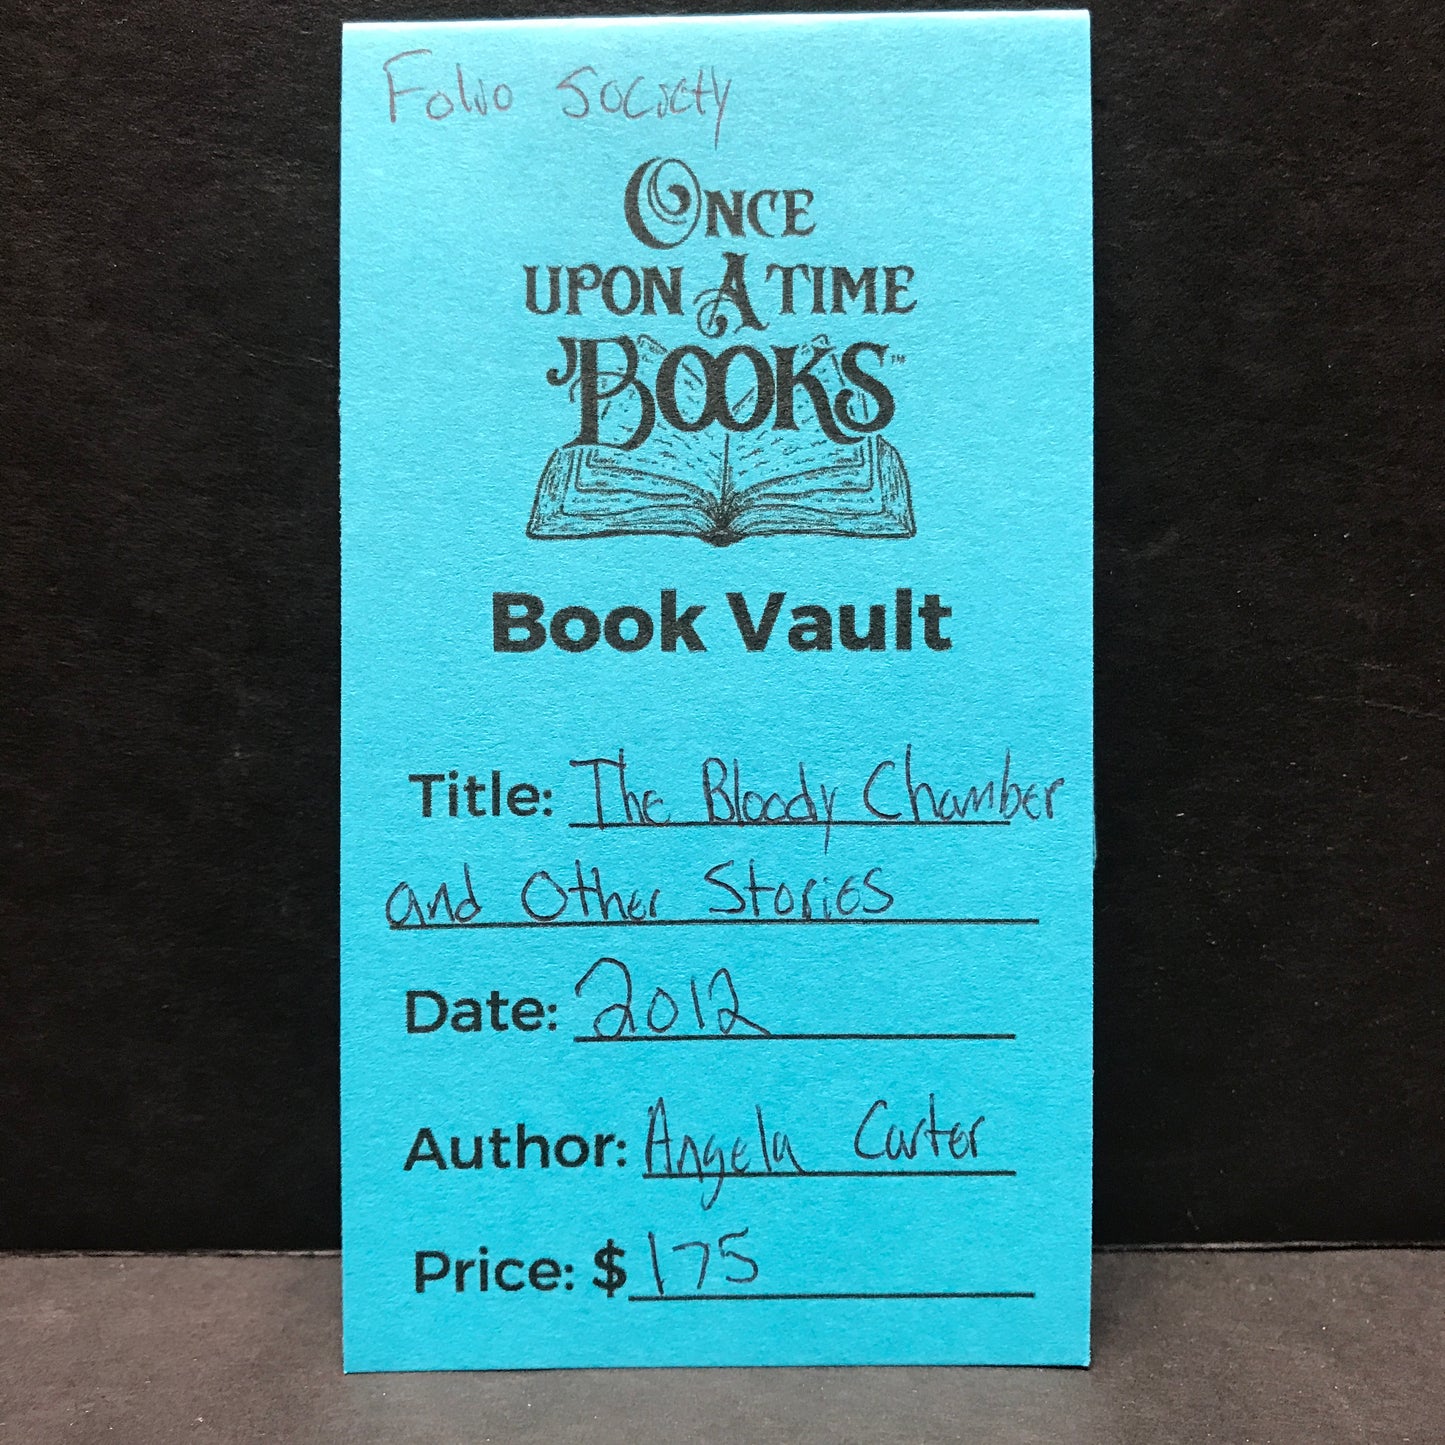 Folio Society
ONCE
UPON A TIME
BOOKS™
Book Vault
Title: The Bloody Chamber
and Other Stories
Date: 2012
Author: Angela Carter
Price: $175